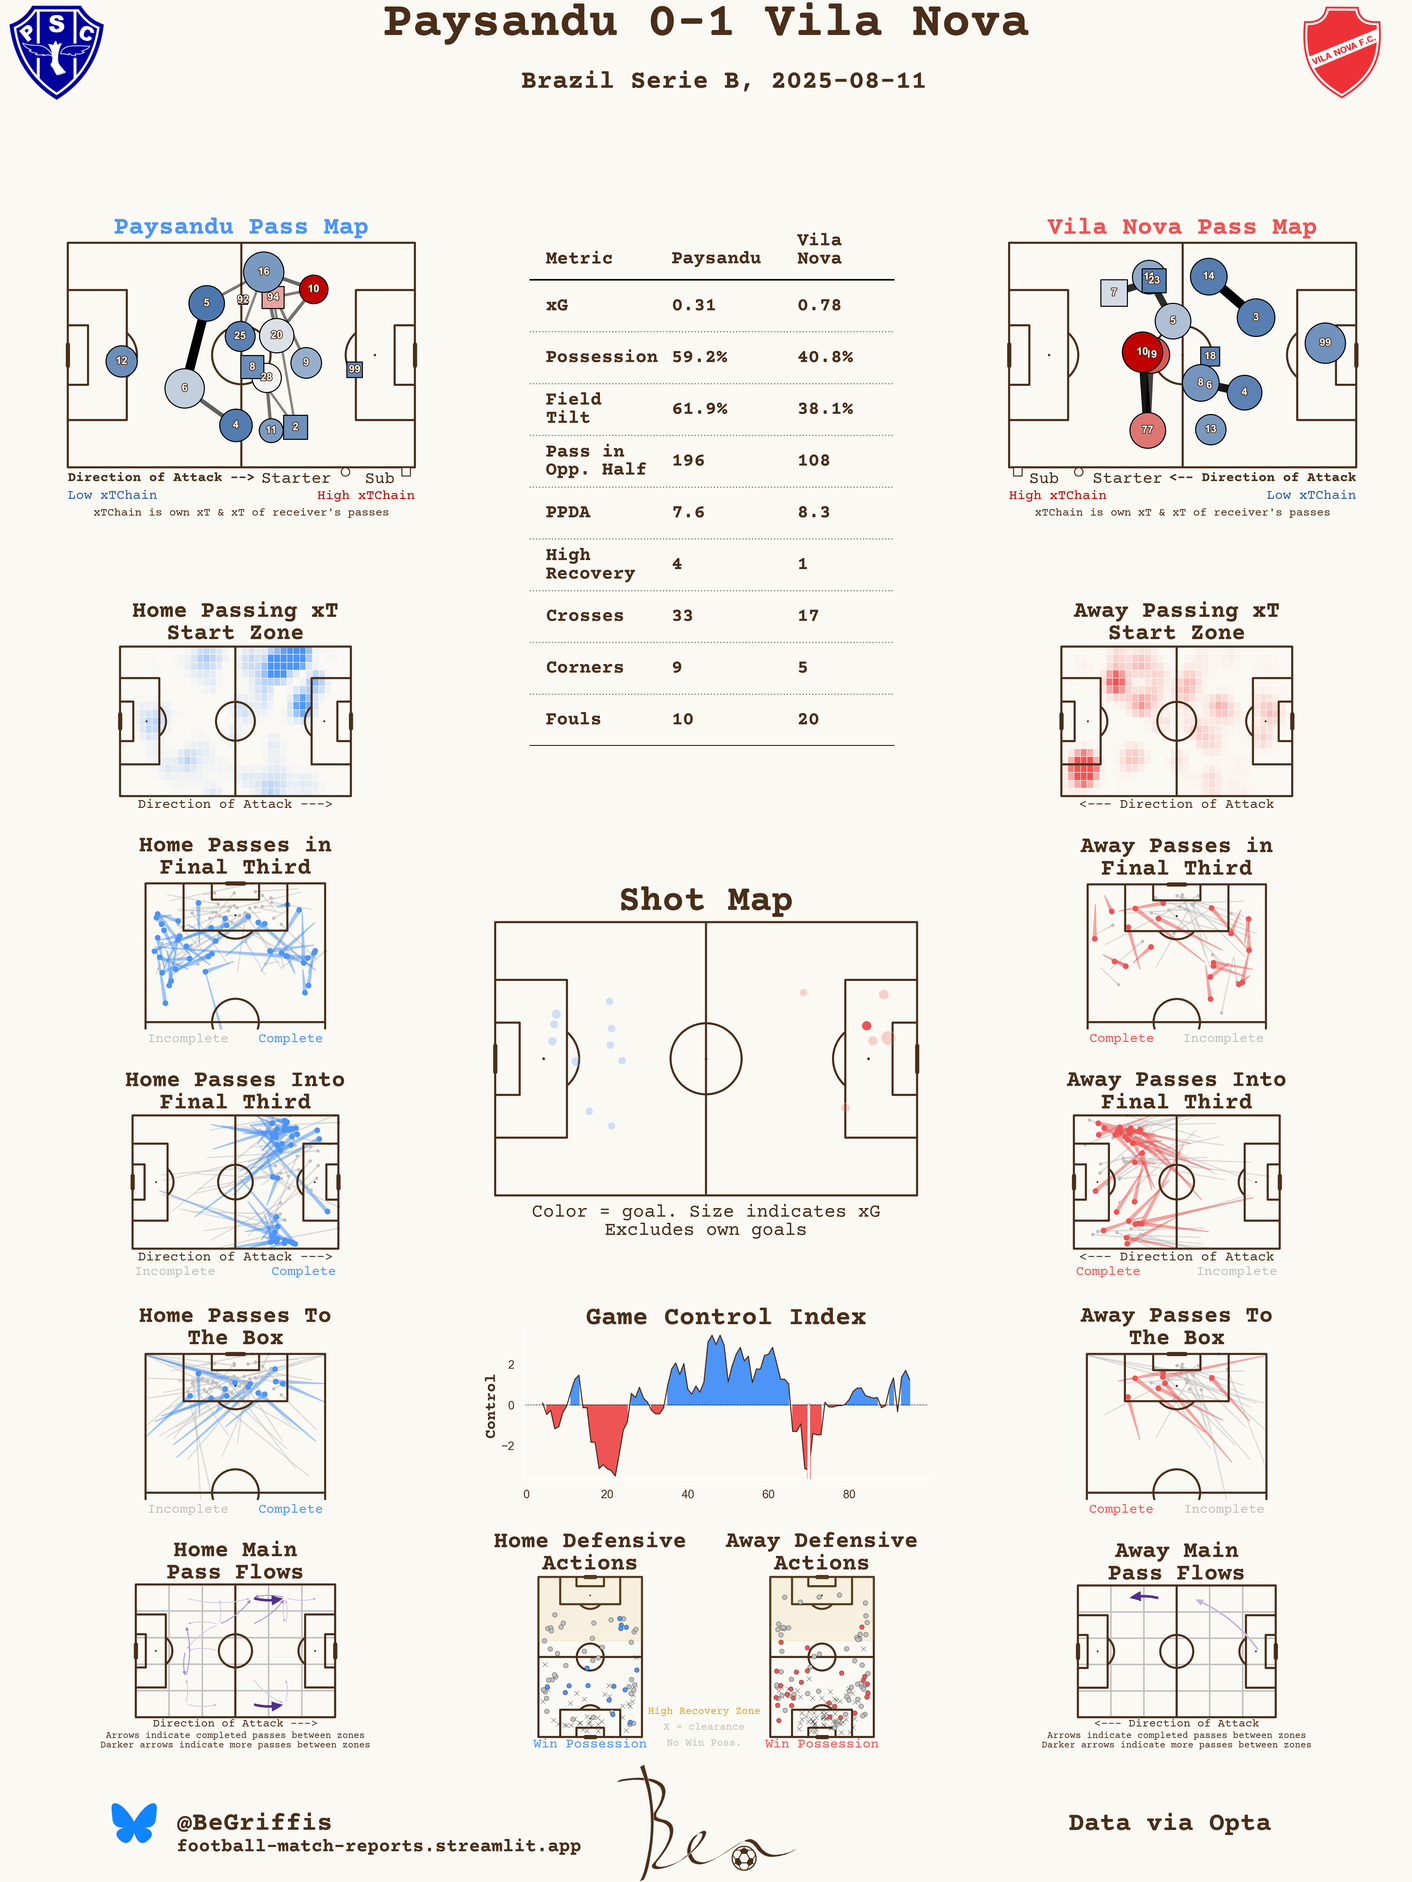 Paysandu 0-1 Vila Nova
Brazil Serie B, 2025-08-11
PSC
VILA NOVA F.C.
Paysandu Pass Map
16
10
92
94
5
25
20
12
9
8
28
99
6
4
11
2
Direction of Attack --> Starter Sub
Low xTChain High xTChain
xTChain is own xT & xT of receiver's passes
Metric Paysandu Vila Nova
xG 0.31 0.78
Possession 59.2% 40.8%
Field Tilt 61.9% 38.1%
Pass in Opp. Half 196 108
PPDA 7.6 8.3
High Recovery 4 1
Crosses 33 17
Corners 9 5
Fouls 10 20
Vila Nova Pass Map
7
11
23
14
5
3
10
19
18
99
8
6
4
77
13
Sub Starter <-- Direction of Attack
High xTChain Low xTChain
xTChain is own xT & xT of receiver's passes
Home Passing xT
Start Zone
Direction of Attack --->
Away Passing xT
Start Zone
<--- Direction of Attack
Home Passes in
Final Third
Incomplete Complete
Away Passes in
Final Third
Complete Incomplete
Shot Map
Color = goal. Size indicates xG
Excludes own goals
Home Passes Into
Final Third
Direction of Attack --->
Incomplete Complete
Away Passes Into
Final Third
<--- Direction of Attack
Complete Incomplete
Home Passes To
The Box
Incomplete Complete
Game Control Index
Control
2
0
−2
0 20 40 60 80
Away Passes To
The Box
Complete Incomplete
Home Main
Pass Flows
Direction of Attack --->
Arrows indicate completed passes between zones
Darker arrows indicate more passes between zones
Home Defensive
Actions
Win Possession
High Recovery Zone
X = clearance
No Win Poss.
Away Defensive
Actions
Win Possession
Away Main
Pass Flows
<--- Direction of Attack
Arrows indicate completed passes between zones
Darker arrows indicate more passes between zones
@BeGriffis
football-match-reports.streamlit.app
Ben
Data via Opta